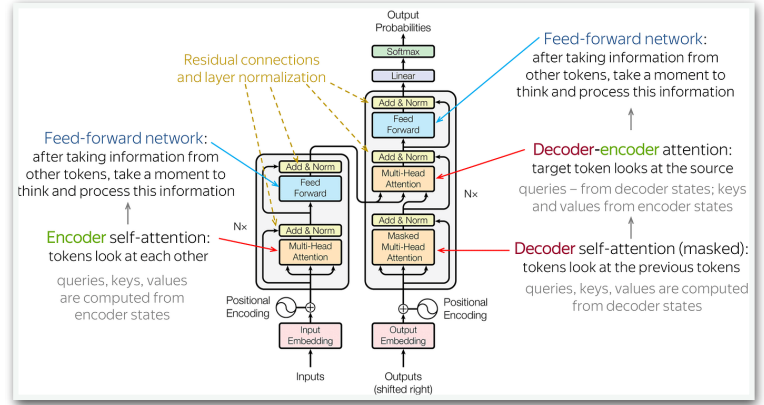 Output
Probabilities
Softmax
Linear
Add & Norm
Feed
Forward
Add & Norm
Multi-Head
Attention
Add & Norm
Masked
Multi-Head
Attention
N×
Positional
Encoding
Output
Embedding
Outputs
(shifted right)
Add & Norm
Feed
Forward
N×
Add & Norm
Multi-Head
Attention
Positional
Encoding
Input
Embedding
Inputs
Residual connections
and layer normalization
Feed-forward network:
after taking information from
other tokens, take a moment to
think and process this information
Encoder self-attention:
tokens look at each other
queries, keys, values
are computed from
encoder states
Feed-forward network:
after taking information from
other tokens, take a moment to
think and process this information
Decoder-encoder attention:
target token looks at the source
queries – from decoder states; keys
and values from encoder states
Decoder self-attention (masked):
tokens look at the previous tokens
queries, keys, values are computed
from decoder states